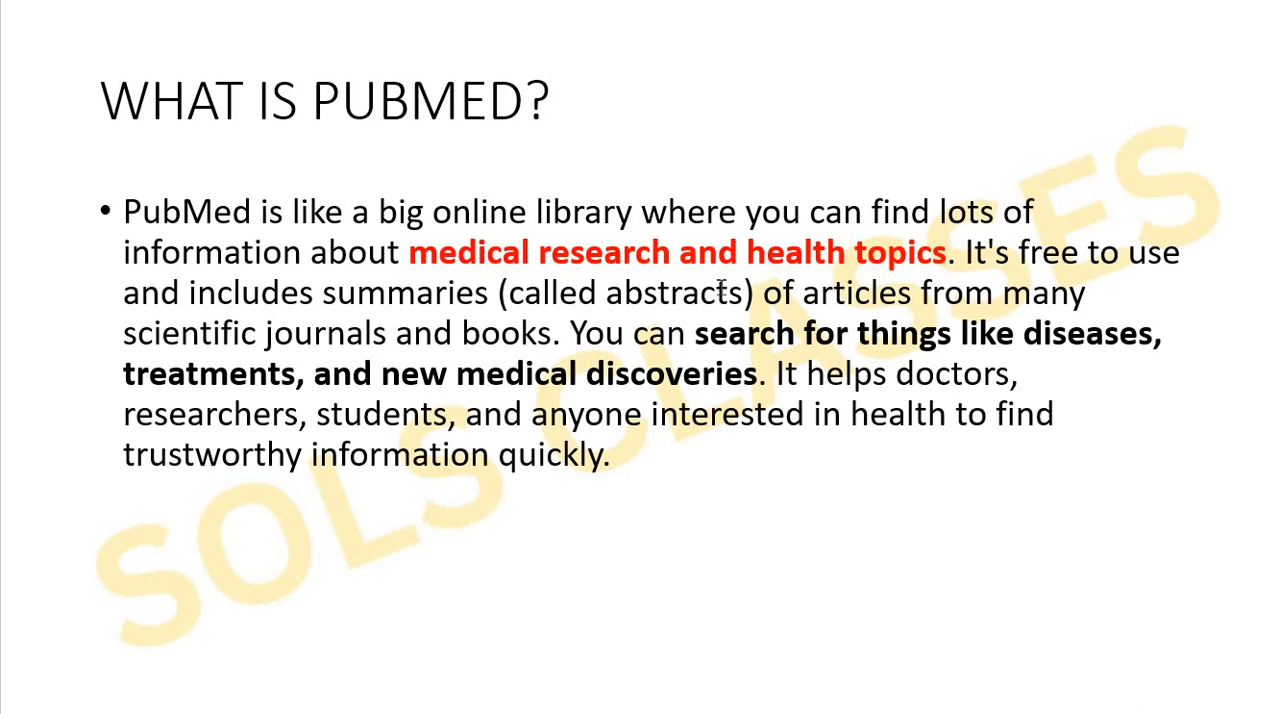 WHAT IS PUBMED?
• PubMed is like a big online library where you can find lots of
information about medical research and health topics. It's free to use
and includes summaries (called abstracts) of articles from many
scientific journals and books. You can search for things like diseases,
treatments, and new medical discoveries. It helps doctors,
researchers, students, and anyone interested in health to find
trustworthy information quickly.
SOLS CLASSES